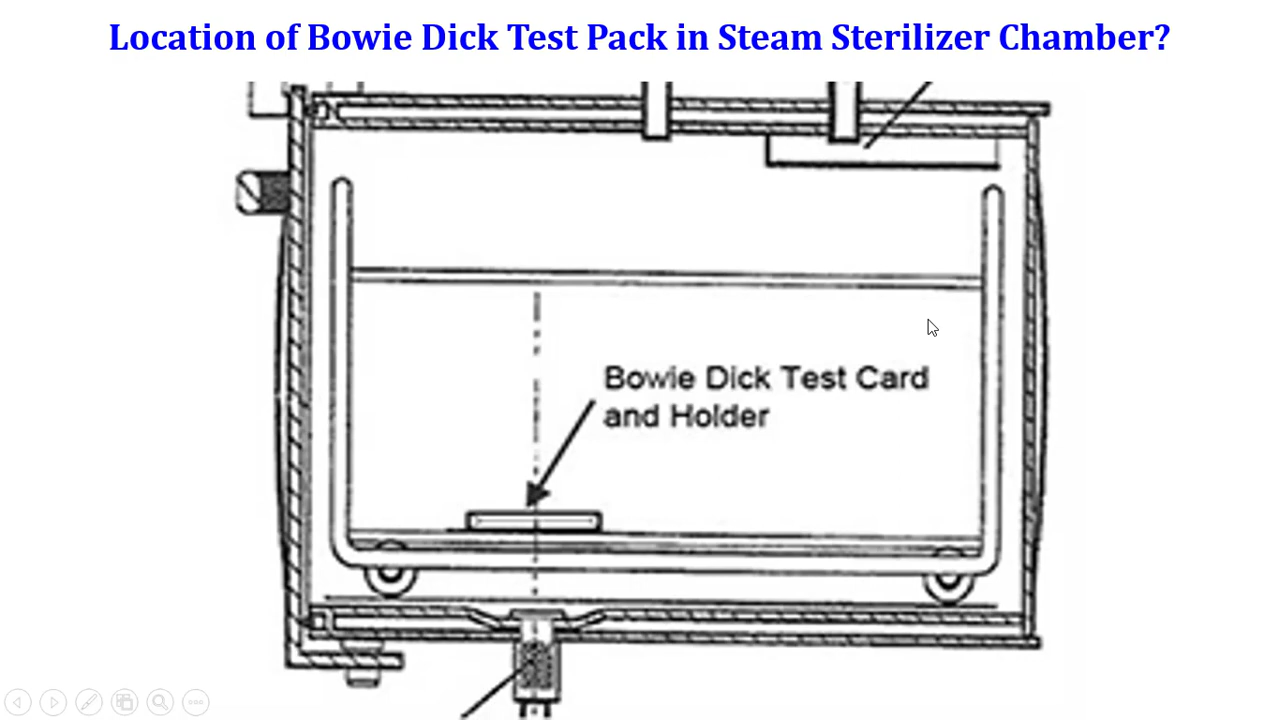 Location of Bowie Dick Test Pack in Steam Sterilizer Chamber?
Bowie Dick Test Card
and Holder